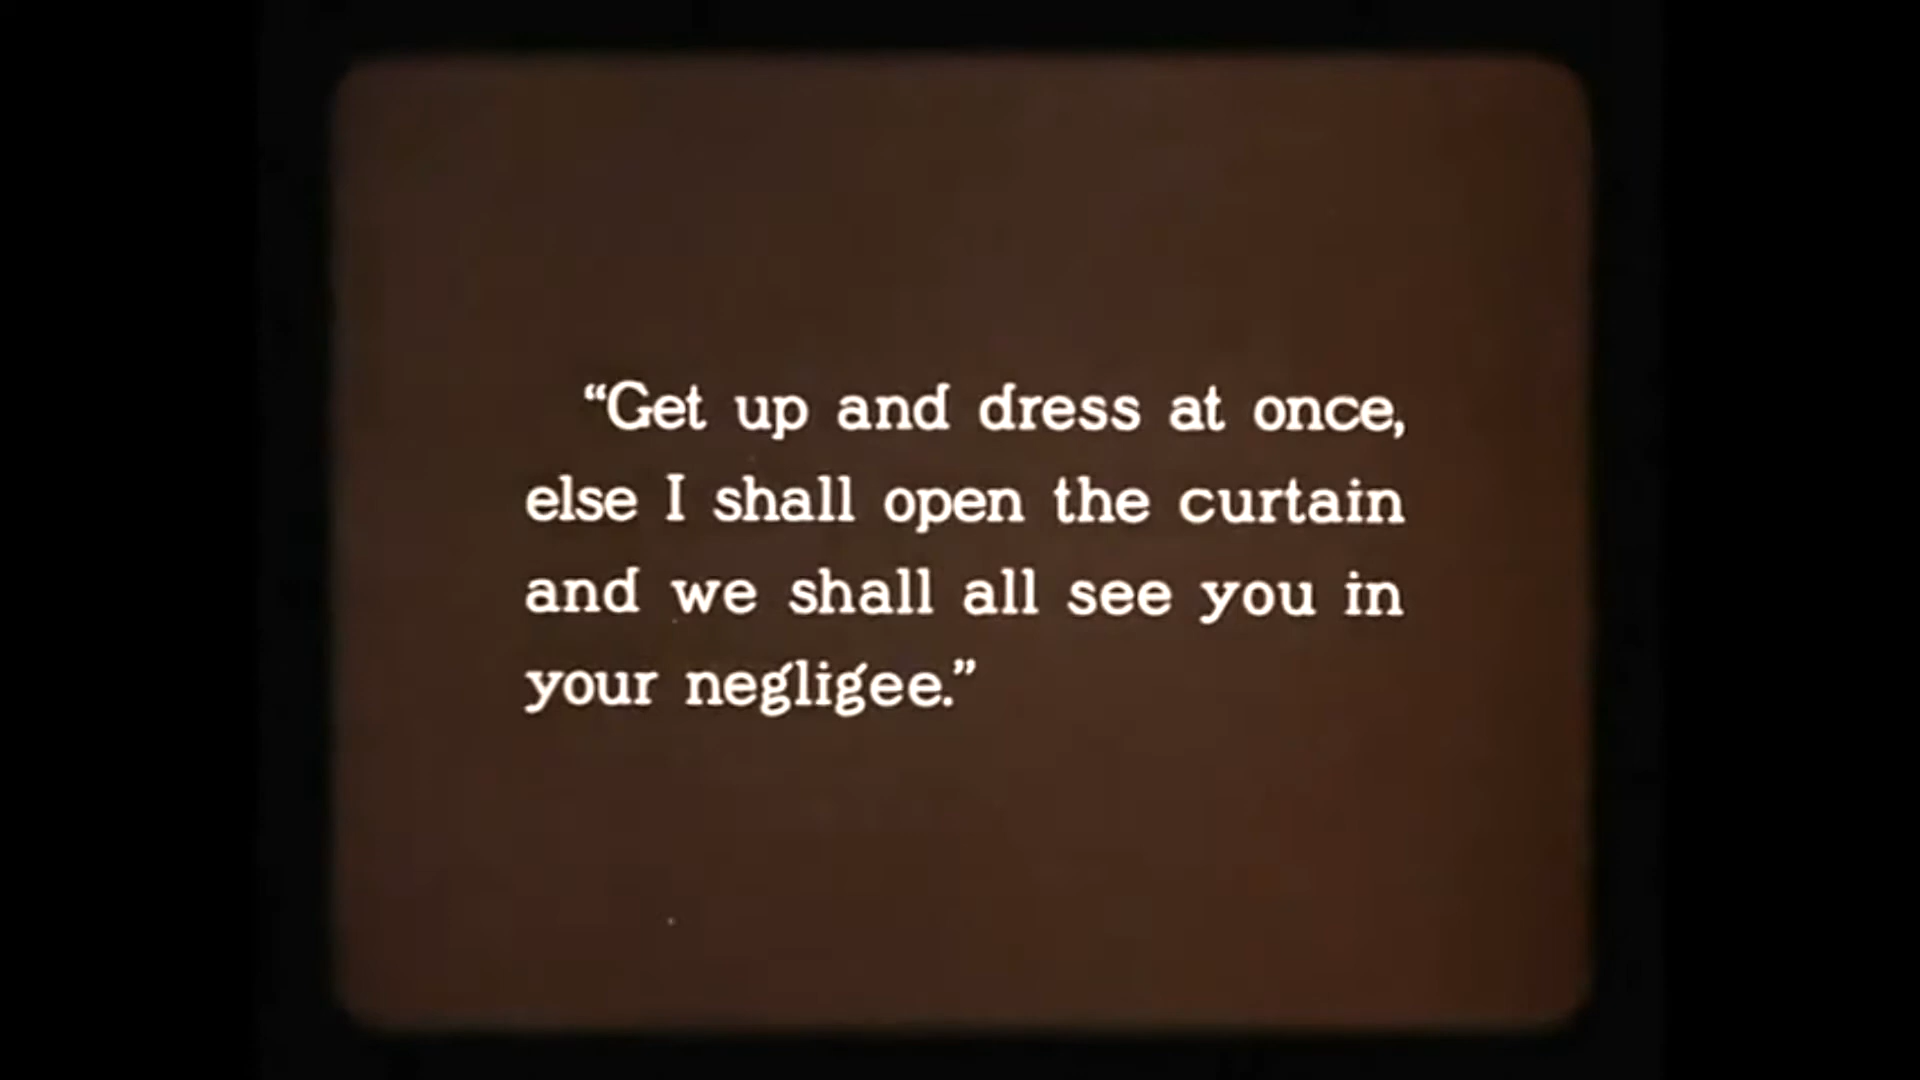 “Get up and dress at once,
else I shall open the curtain
and we shall all see you in
your negligee.”